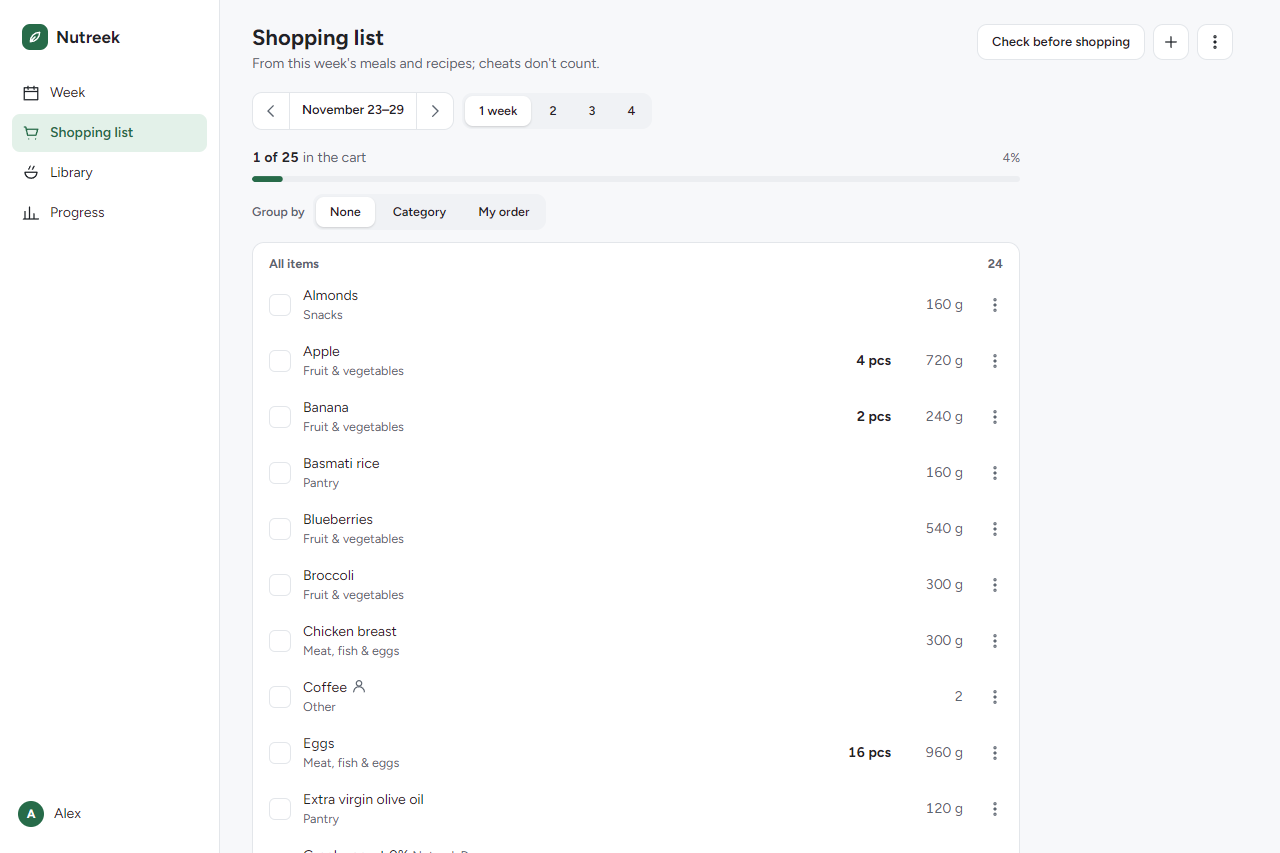 Nutreek
Week
Shopping list
Library
Progress
A Alex
Shopping list
From this week's meals and recipes; cheats don't count.
Check before shopping
November 23–29
1 week 2 3 4
1 of 25 in the cart 4%
Group by None Category My order
All items 24
Almonds
Snacks
160 g
Apple
Fruit & vegetables
4 pcs 720 g
Banana
Fruit & vegetables
2 pcs 240 g
Basmati rice
Pantry
160 g
Blueberries
Fruit & vegetables
540 g
Broccoli
Fruit & vegetables
300 g
Chicken breast
Meat, fish & eggs
300 g
Coffee
Other
2
Eggs
Meat, fish & eggs
16 pcs 960 g
Extra virgin olive oil
Pantry
120 g